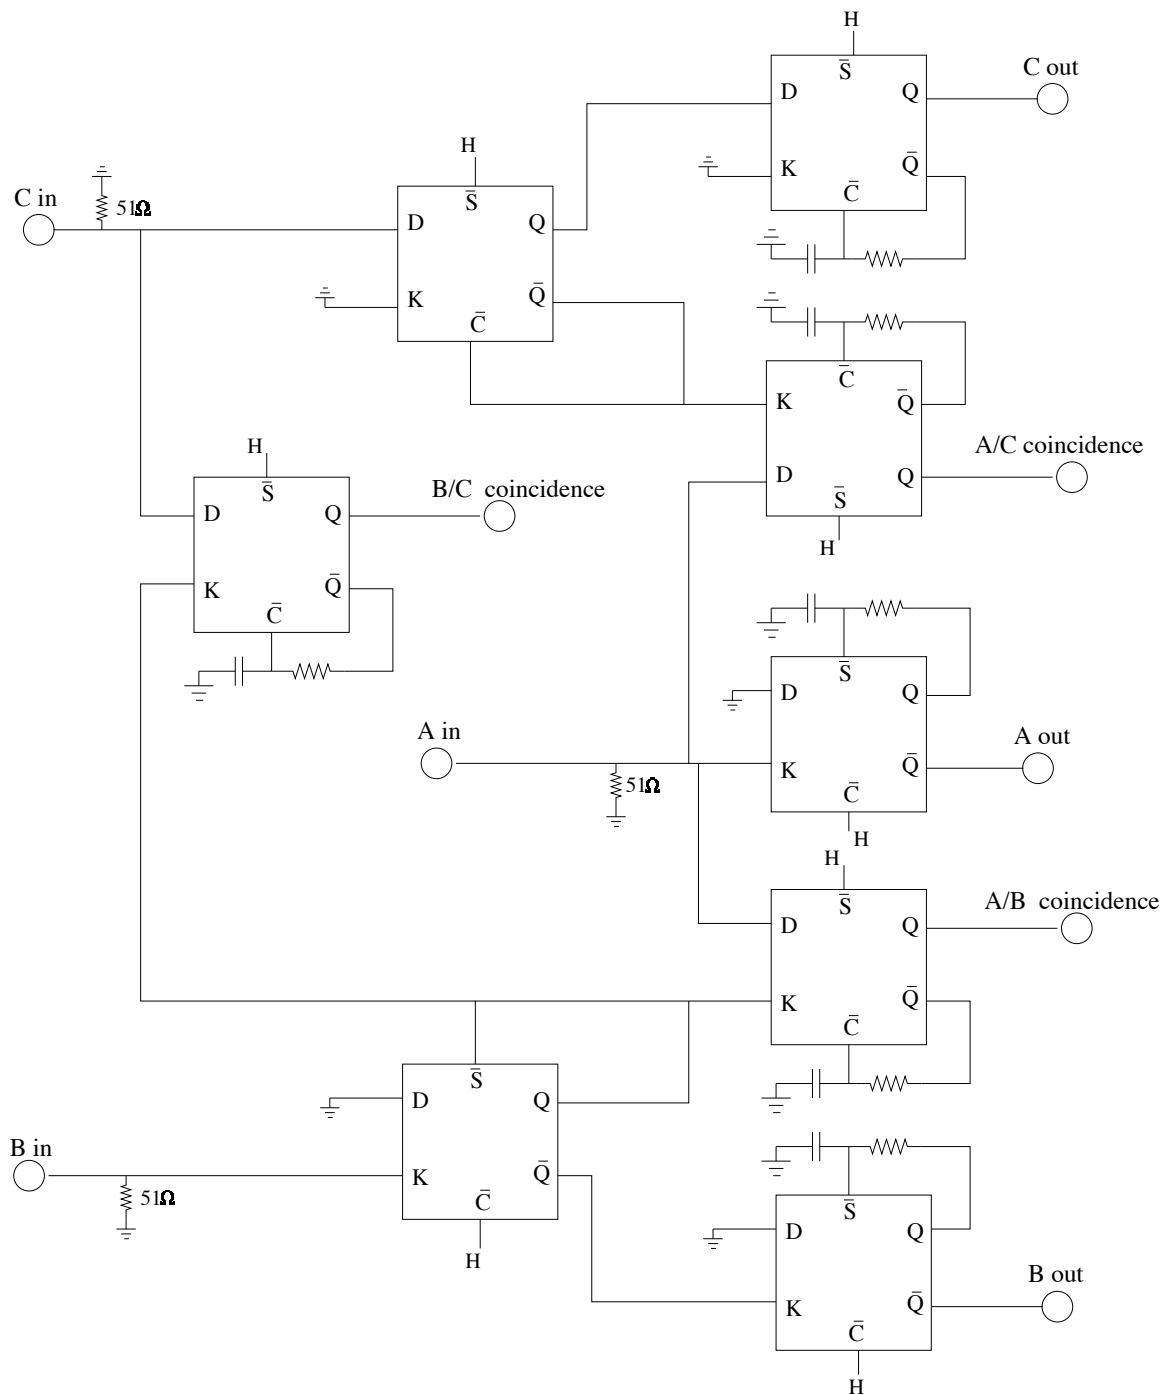 H
C out
S̅
D Q
H
K Q̅
C̅
C in
51Ω
S̅
D Q
K Q̅
C̅
C̅
K Q̅
A/C coincidence
D Q
S̅
H
H
B/C coincidence
S̅
D Q
K Q̅
C̅
S̅
D Q
A in
A out
K Q̅
51Ω
C̅
H
H
A/B coincidence
S̅
D Q
K Q̅
C̅
S̅
D Q
B in
K Q̅
51Ω
C̅
H
S̅
D Q
B out
K Q̅
C̅
H